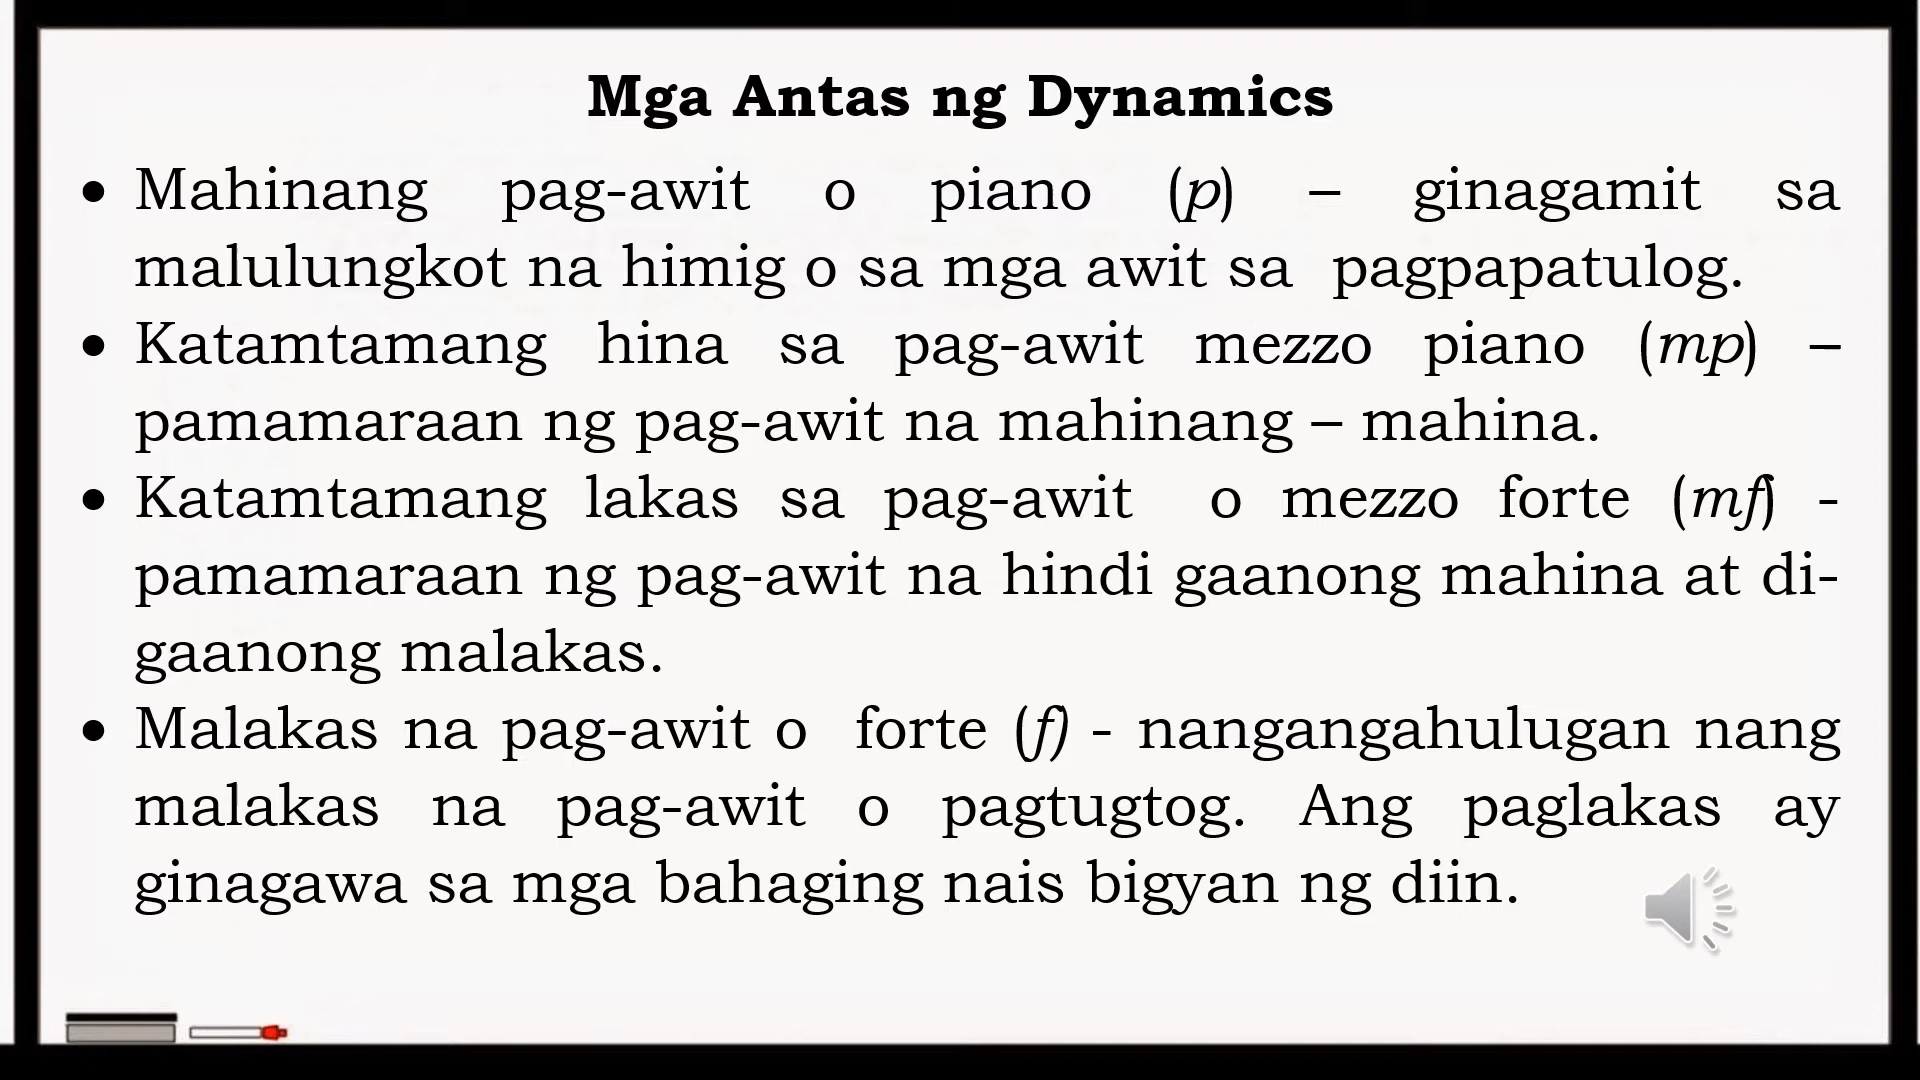 Mga Antas ng Dynamics
• Mahinang pag-awit o piano (p) – ginagamit sa
malulungkot na himig o sa mga awit sa pagpapatulog.
• Katamtamang hina sa pag-awit mezzo piano (mp) –
pamamaraan ng pag-awit na mahinang – mahina.
• Katamtamang lakas sa pag-awit o mezzo forte (mf) -
pamamaraan ng pag-awit na hindi gaanong mahina at di-
gaanong malakas.
• Malakas na pag-awit o forte (f) - nangangahulugan nang
malakas na pag-awit o pagtugtog. Ang paglakas ay
ginagawa sa mga bahaging nais bigyan ng diin.